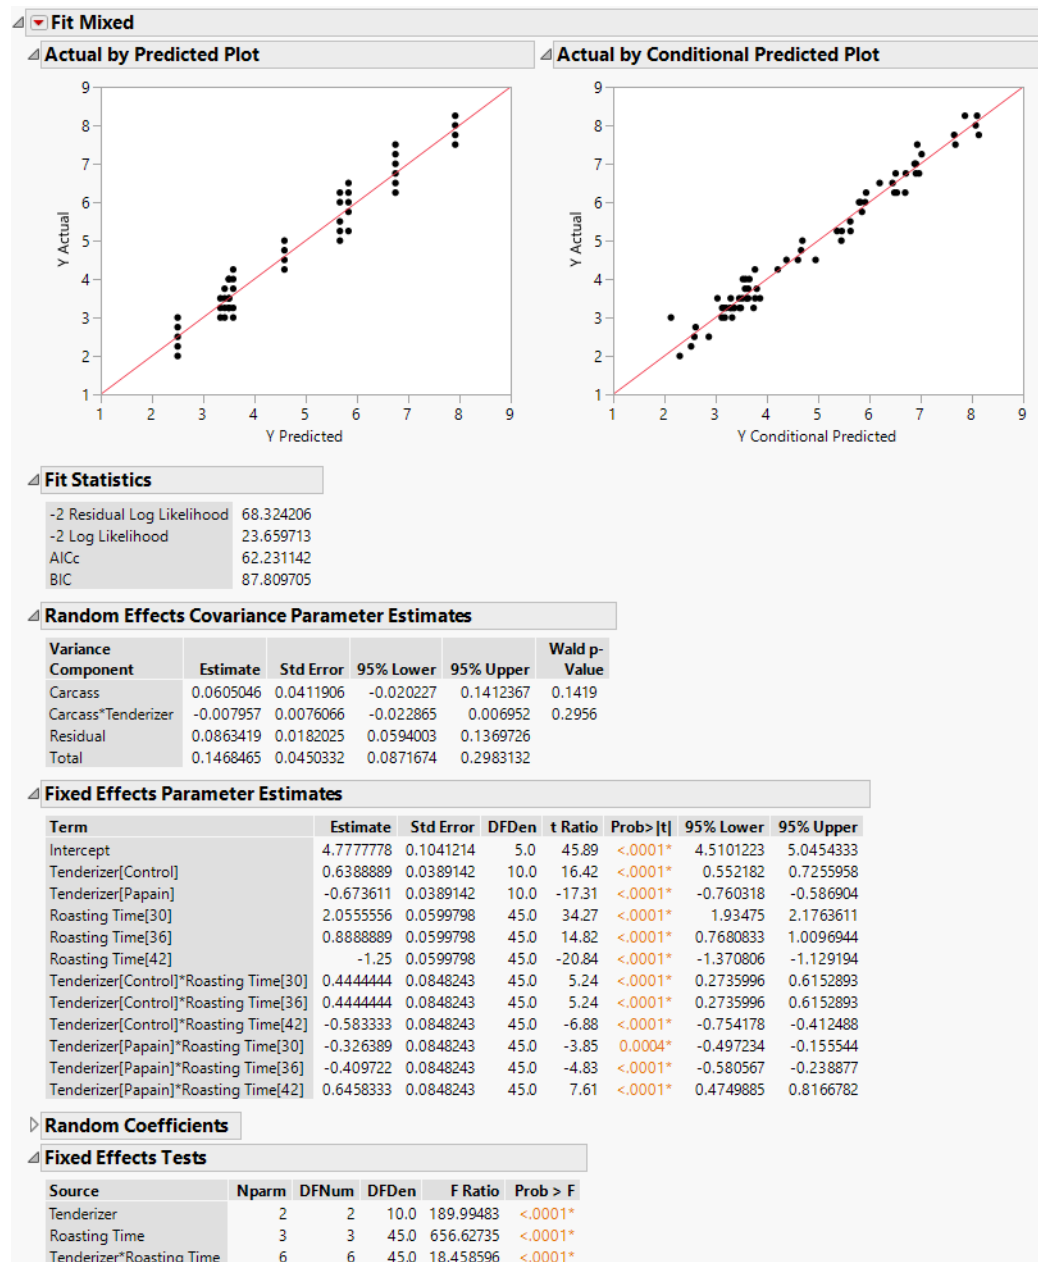 Fit Mixed
Actual by Predicted Plot
9
8
7
6
5
4
3
2
1
Y Actual
1 2 3 4 5 6 7 8 9
Y Predicted
Actual by Conditional Predicted Plot
9
8
7
6
5
4
3
2
1
Y Actual
1 2 3 4 5 6 7 8 9
Y Conditional Predicted
Fit Statistics
-2 Residual Log Likelihood 68.324206
-2 Log Likelihood 23.659713
AICc 62.231142
BIC 87.809705
Random Effects Covariance Parameter Estimates
Variance Wald p-
Component Estimate Std Error 95% Lower 95% Upper Value
Carcass 0.0605046 0.0411906 -0.020227 0.1412367 0.1419
Carcass*Tenderizer -0.007957 0.0076066 -0.022865 0.006952 0.2956
Residual 0.0863419 0.0182025 0.0594003 0.1369726
Total 0.1468465 0.0450332 0.0871674 0.2983132
Fixed Effects Parameter Estimates
Term Estimate Std Error DFDen t Ratio Prob>|t| 95% Lower 95% Upper
Intercept 4.7777778 0.1041214 5.0 45.89 <.0001* 4.5101223 5.0454333
Tenderizer[Control] 0.6388889 0.0389142 10.0 16.42 <.0001* 0.552182 0.7255958
Tenderizer[Papain] -0.673611 0.0389142 10.0 -17.31 <.0001* -0.760318 -0.586904
Roasting Time[30] 2.0555556 0.0599798 45.0 34.27 <.0001* 1.93475 2.1763611
Roasting Time[36] 0.8888889 0.0599798 45.0 14.82 <.0001* 0.7680833 1.0096944
Roasting Time[42] -1.25 0.0599798 45.0 -20.84 <.0001* -1.370806 -1.129194
Tenderizer[Control]*Roasting Time[30] 0.4444444 0.0848243 45.0 5.24 <.0001* 0.2735996 0.6152893
Tenderizer[Control]*Roasting Time[36] 0.4444444 0.0848243 45.0 5.24 <.0001* 0.2735996 0.6152893
Tenderizer[Control]*Roasting Time[42] -0.583333 0.0848243 45.0 -6.88 <.0001* -0.754178 -0.412488
Tenderizer[Papain]*Roasting Time[30] -0.326389 0.0848243 45.0 -3.85 0.0004* -0.497234 -0.155544
Tenderizer[Papain]*Roasting Time[36] -0.409722 0.0848243 45.0 -4.83 <.0001* -0.580567 -0.238877
Tenderizer[Papain]*Roasting Time[42] 0.6458333 0.0848243 45.0 7.61 <.0001* 0.4749885 0.8166782
Random Coefficients
Fixed Effects Tests
Source Nparm DFNum DFDen F Ratio Prob > F
Tenderizer 2 2 10.0 189.99483 <.0001*
Roasting Time 3 3 45.0 656.62735 <.0001*
Tenderizer*Roasting Time 6 6 45.0 18.458596 <.0001*